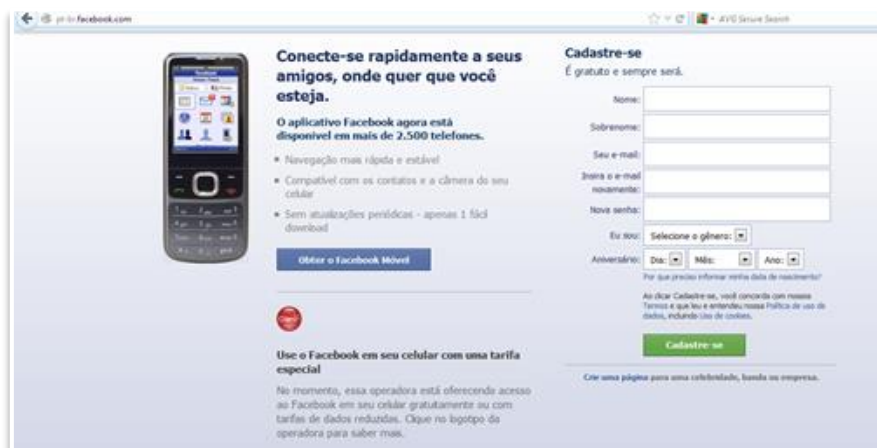 pt-br.facebook.com
AVG Secure Search
facebook
Conecte-se rapidamente a seus
amigos, onde quer que você
esteja.
O aplicativo Facebook agora está
disponível em mais de 2.500 telefones.
Navegação mais rápida e estável
Compatível com os contatos e a câmera do seu
celular
Sem atualizações periódicas - apenas 1 fácil
download
Obter o Facebook Móvel
Claro
Use o Facebook em seu celular com uma tarifa
especial
No momento, essa operadora está oferecendo acesso
ao Facebook em seu celular gratuitamente ou com
tarifas de dados reduzidas. Clique no logotipo da
operadora para saber mais.
Cadastre-se
É gratuito e sempre será.
Nome:
Sobrenome:
Seu e-mail:
Insira o e-mail
novamente:
Nova senha:
Eu sou: Selecione o gênero:
Aniversário: Dia: Mês: Ano:
Por que preciso informar minha data de nascimento?
Ao clicar Cadastre-se, você concorda com nossos
Termos e que leu e entendeu nossa Política de uso de
dados, incluindo Uso de cookies.
Cadastre-se
Criar uma página para uma celebridade, banda ou empresa.